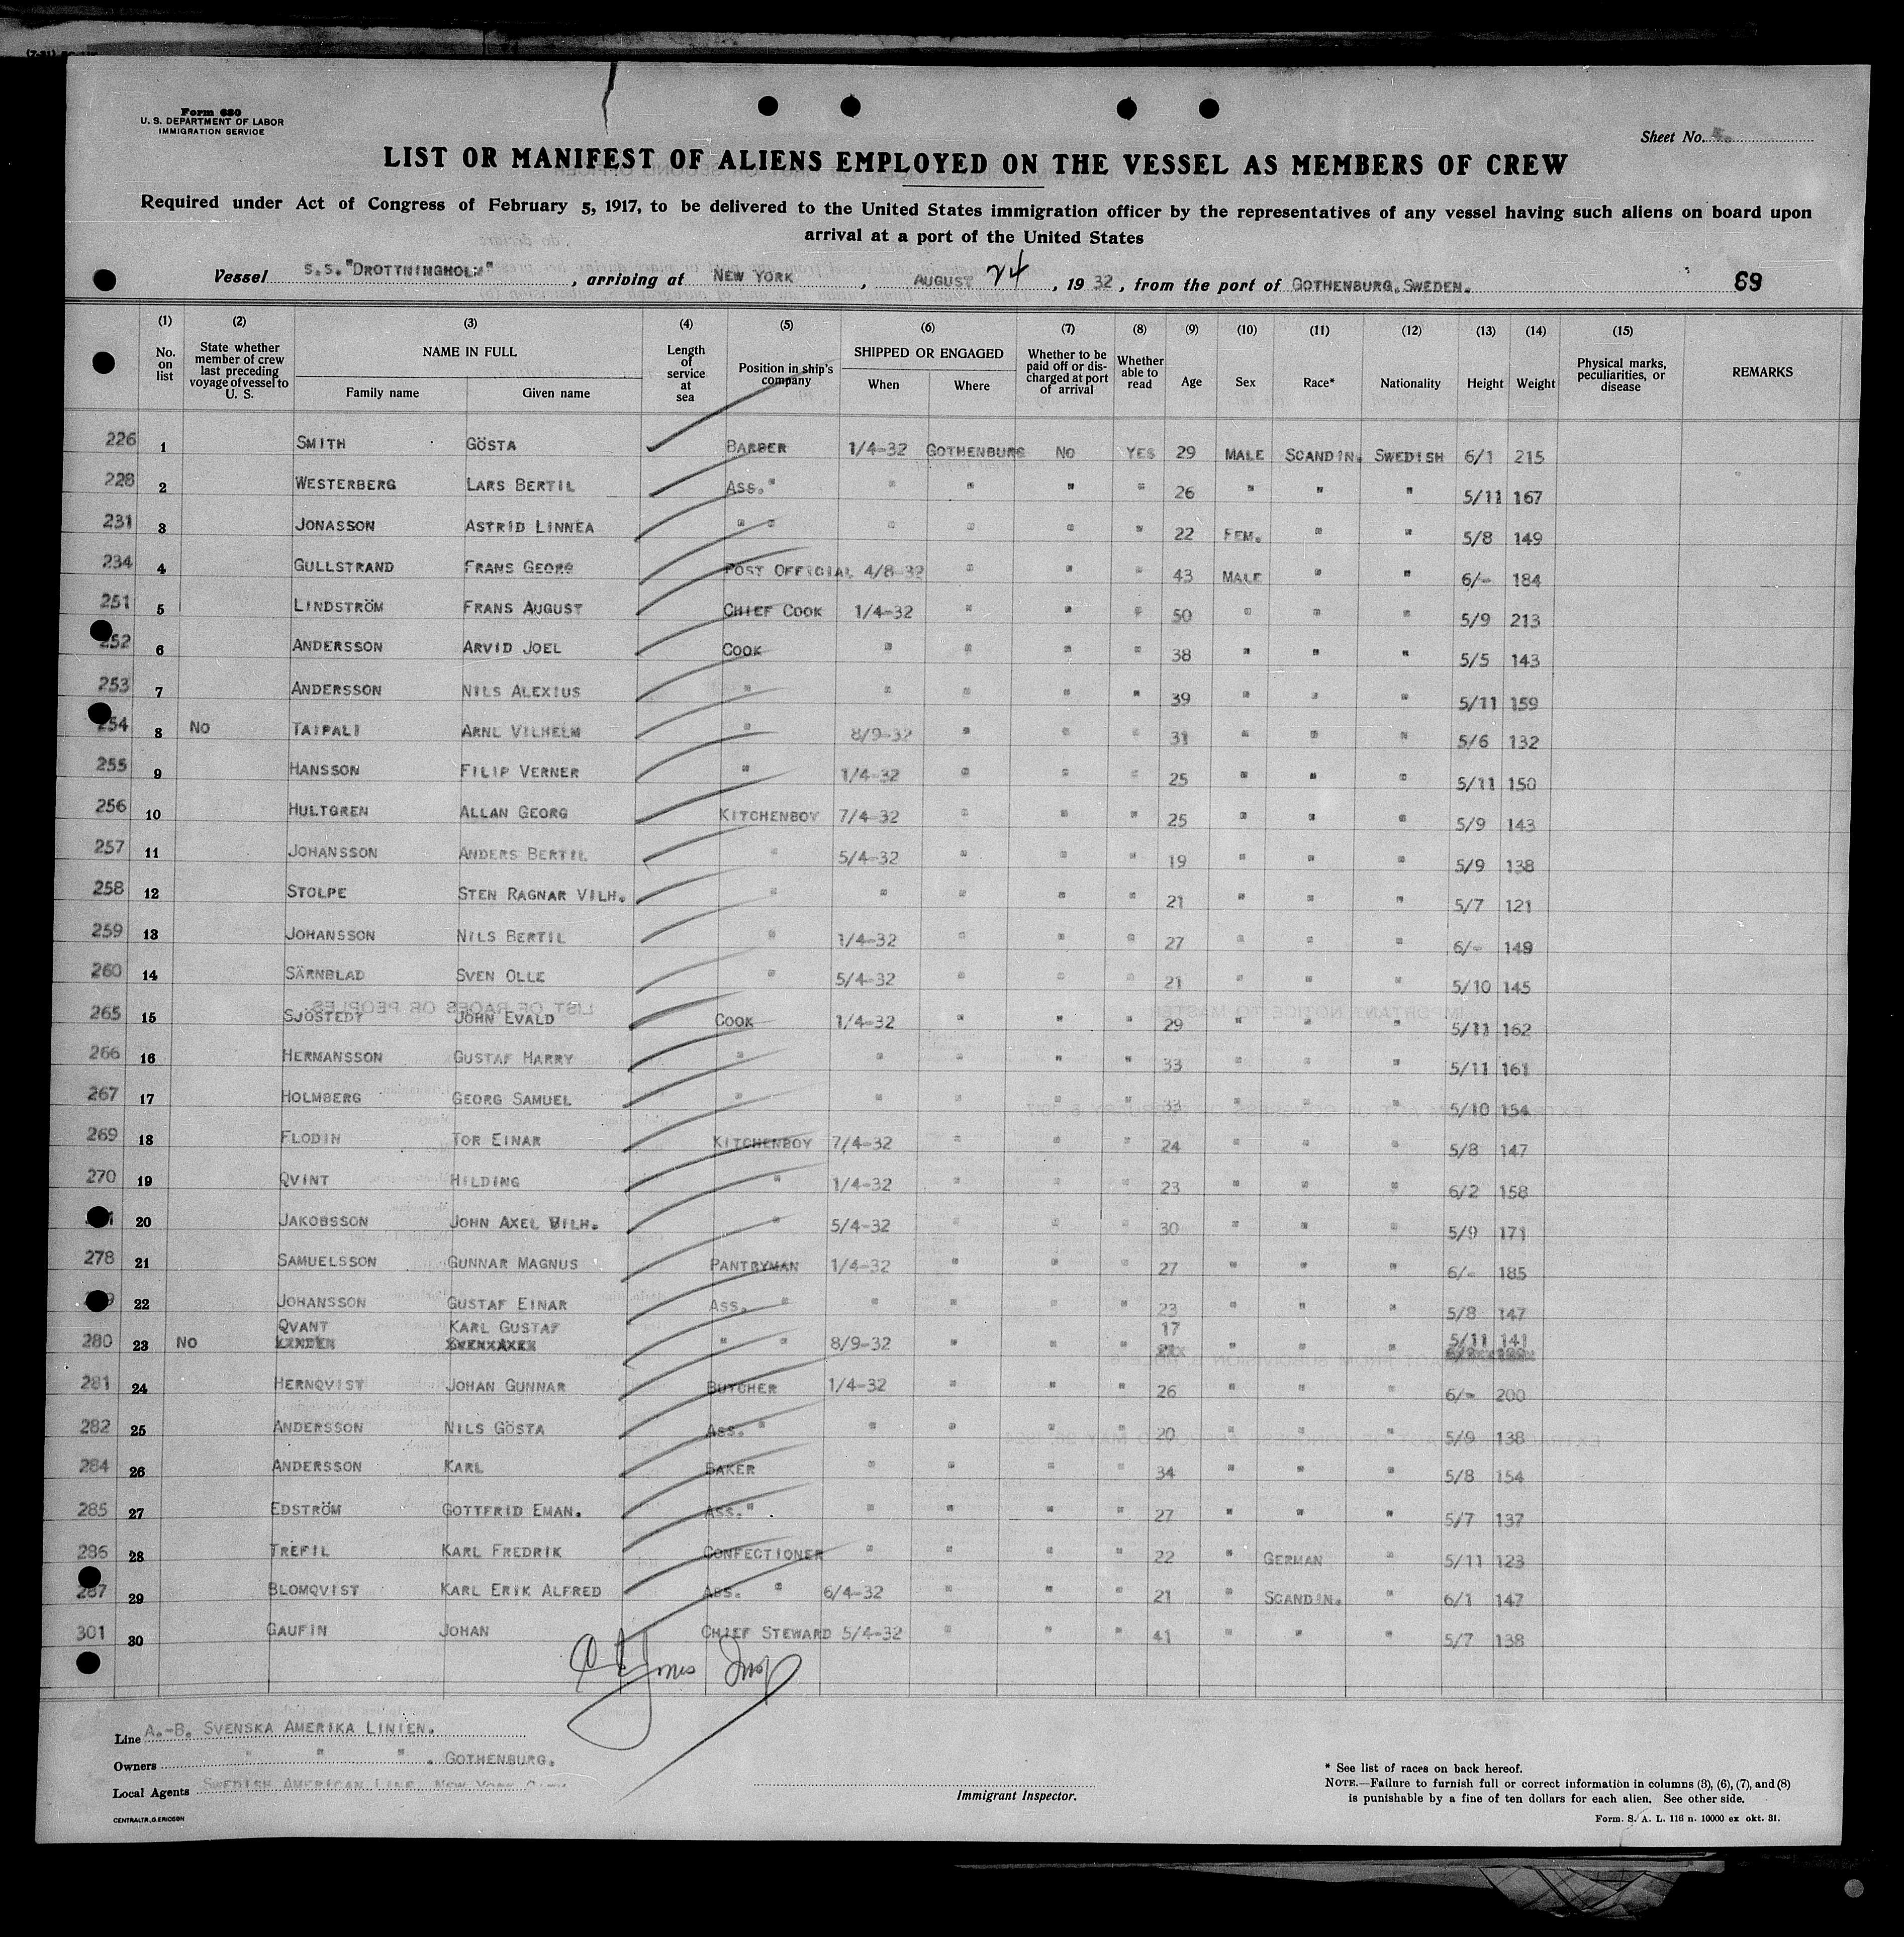 Form 680
U. S. DEPARTMENT OF LABOR
IMMIGRATION SERVICE
Sheet No.
LIST OR MANIFEST OF ALIENS EMPLOYED ON THE VESSEL AS MEMBERS OF CREW
Required under Act of Congress of February 5, 1917, to be delivered to the United States immigration officer by the representatives of any vessel having such aliens on board upon
arrival at a port of the United States
Vessel S.S. "DROTTNINGHOLM", arriving at NEW YORK, AUGUST 24, 1932, from the port of GOTHENBURG, SWEDEN. 69
(1) (2) (3) (4) (5) (6) (7) (8) (9) (10) (11) (12) (13) (14) (15)
No. on list | State whether member of crew last preceding voyage of vessel to U. S. | NAME IN FULL | Family name | Given name | Length of service at sea | Position in ship's company | SHIPPED OR ENGAGED | When | Where | Whether to be paid off or discharged at port of arrival | Whether able to read | Age | Sex | Race* | Nationality | Height | Weight | Physical marks, peculiarities, or disease | REMARKS
226 1 SMITH GÖSTA BARBER 1/4-32 GOTHENBURG NO YES 29 MALE SCANDIN. SWEDISH 6/1 215
228 2 WESTERBERG LARS BERTIL ASS. " " " " " 26 " " " 5/11 167
231 3 JONASSON ASTRID LINNEA " " " " " " 22 FEM. " " 5/8 149
234 4 GULLSTRAND FRANS GEORG POST OFFICIAL 4/8-32 " " " 43 MALE " " 6/- 184
251 5 LINDSTRÖM FRANS AUGUST CHIEF COOK 1/4-32 " " " 50 " " " 5/9 213
252 6 ANDERSSON ARVID JOEL COOK " " " " 38 " " " 5/5 143
253 7 ANDERSSON NILS ALEXIUS " " " " " 39 " " " 5/11 159
254 8 NO TAIPALI ARNL VILHELM " 8/9-32 " " " 31 " " " 5/6 132
255 9 HANSSON FILIP VERNER " 1/4-32 " " " 25 " " " 5/11 150
256 10 HULTGREN ALLAN GEORG KITCHENBOY 7/4-32 " " " 25 " " " 5/9 143
257 11 JOHANSSON ANDERS BERTIL " 5/4-32 " " " 19 " " " 5/9 138
258 12 STOLPE STEN RAGNAR VILH. " " " " " 21 " " " 5/7 121
259 13 JOHANSSON NILS BERTIL " 1/4-32 " " " 27 " " " 6/- 149
260 14 SÄRNBLAD SVEN OLLE " 5/4-32 " " " 21 " " " 5/10 145
265 15 SJÖSTEDT JOHN EVALD COOK 1/4-32 " " " 29 " " " 5/11 162
266 16 HERMANSSON GUSTAF HARRY " " " " " 33 " " " 5/11 161
267 17 HOLMBERG GEORG SAMUEL " " " " " 33 " " " 5/10 154
269 18 FLODIN TOR EINAR KITCHENBOY 7/4-32 " " " 24 " " " 5/8 147
270 19 QVINT HILDING " 1/4-32 " " " 23 " " " 6/2 158
20 JAKOBSSON JOHN AXEL VILH. " 5/4-32 " " " 30 " " " 5/9 171
278 21 SAMUELSSON GUNNAR MAGNUS PANTRYMAN 1/4-32 " " " 27 " " " 6/- 185
22 JOHANSSON GUSTAF EINAR ASS. " " " " " 23 " " " 5/8 147
280 23 NO QVANT KARL GUSTAF " " 8/9-32 " " " 17 " " " 5/11 141
281 24 HERNQVIST JOHAN GUNNAR BUTCHER 1/4-32 " " " 26 " " " 6/- 200
282 25 ANDERSSON NILS GÖSTA ASS. " " " " " 20 " " " 5/9 138
284 26 ANDERSSON KARL BAKER " " " " 34 " " " 5/8 154
285 27 EDSTRÖM GOTTFRID EMAN. ASS. " " " " " 27 " " " 5/7 137
286 28 TREFIL KARL FREDRIK CONFECTIONER " " " " 22 " GERMAN " 5/11 123
287 29 BLOMQVIST KARL ERIK ALFRED ASS. " 6/4-32 " " " 21 " SCANDIN. " 6/1 147
301 30 GAUFIN JOHAN CHIEF STEWARD 5/4-32 " " " 41 " " " 5/7 138
Jones Insp
Line A.-B. SVENSKA AMERIKA LINIEN.
Owners " " " . GOTHENBURG.
Local Agents SWEDISH AMERICAN LINE, NEW YORK CITY
Immigrant Inspector.
CENTRALTR. G. ERICSON
* See list of races on back hereof.
NOTE.—Failure to furnish full or correct information in columns (3), (6), (7), and (8)
is punishable by a fine of ten dollars for each alien. See other side.
Form. S. A. L. 116 n. 10000 ex okt. 31.